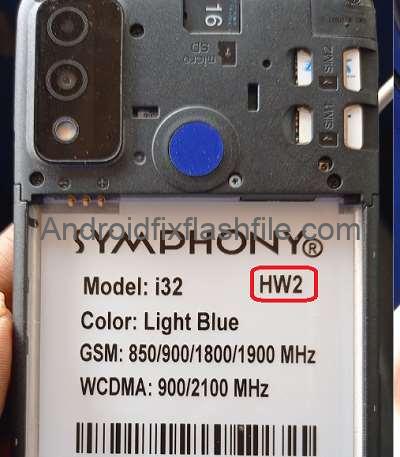 16
micro
SD
SIM2
SIM1
Androidfixflashfile.com
SYMPHONY®
Model: i32
HW2
Color: Light Blue
GSM: 850/900/1800/1900 MHz
WCDMA: 900/2100 MHz